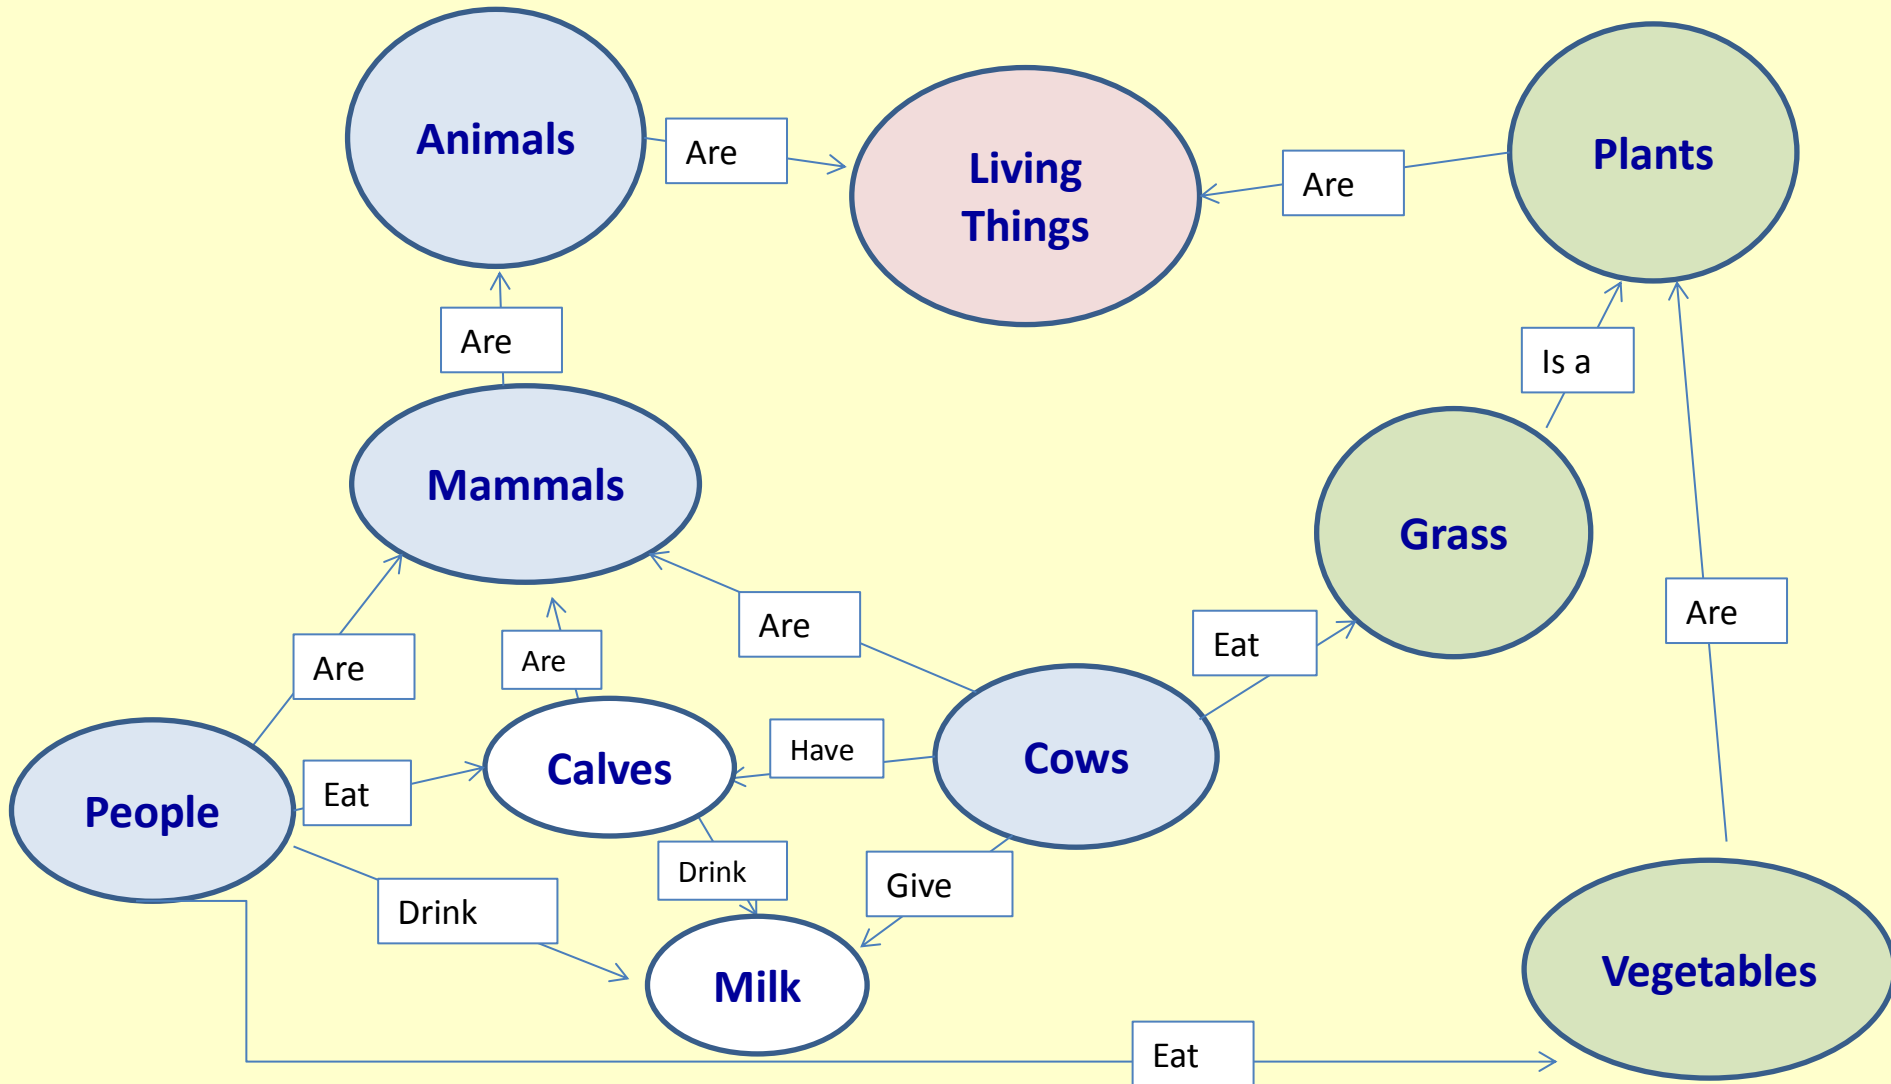 Animals
Are
Living
Things
Are
Plants
Are
Is a
Mammals
Grass
Are
Are
Are
Eat
Are
People
Eat
Calves
Have
Cows
Drink
Drink
Give
Milk
Vegetables
Eat